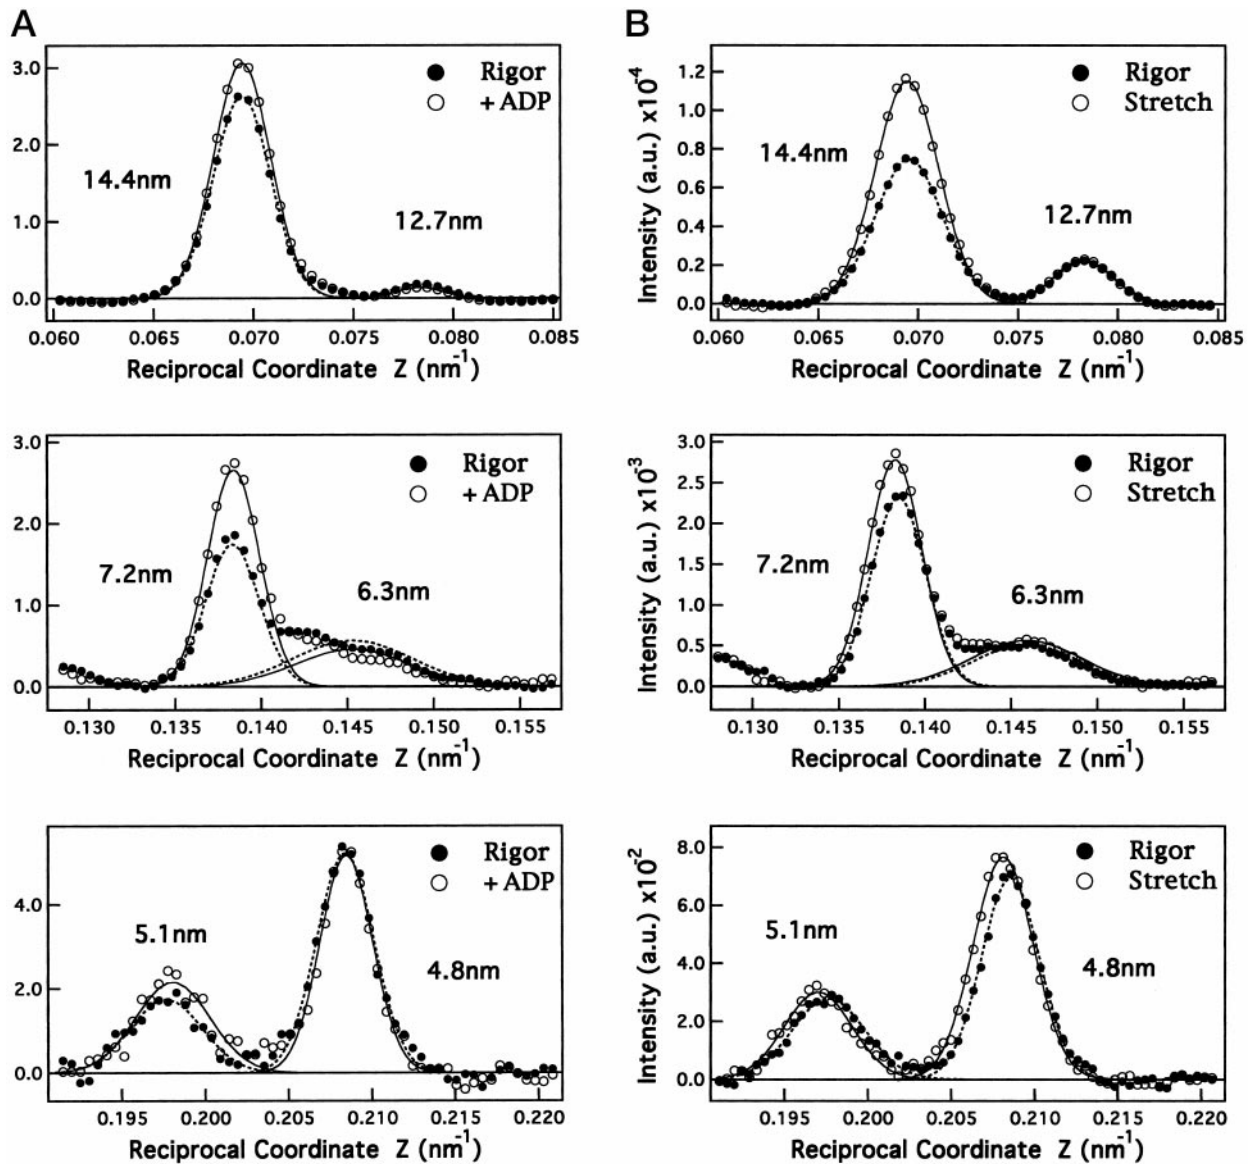 A
3.0
2.0
1.0
0.0
Rigor
+ ADP
14.4nm
12.7nm
0.060 0.065 0.070 0.075 0.080 0.085
Reciprocal Coordinate Z (nm⁻¹)
B
Intensity (a.u.) x10⁻⁴
1.2
1.0
0.8
0.6
0.4
0.2
0.0
Rigor
Stretch
14.4nm
12.7nm
0.060 0.065 0.070 0.075 0.080 0.085
Reciprocal Coordinate Z (nm⁻¹)
3.0
2.0
1.0
0.0
Rigor
+ ADP
7.2nm
6.3nm
0.130 0.135 0.140 0.145 0.150 0.155
Reciprocal Coordinate Z (nm⁻¹)
Intensity (a.u.) x10⁻³
3.0
2.5
2.0
1.5
1.0
0.5
0.0
Rigor
Stretch
7.2nm
6.3nm
0.130 0.135 0.140 0.145 0.150 0.155
Reciprocal Coordinate Z (nm⁻¹)
4.0
2.0
0.0
Rigor
+ ADP
5.1nm
4.8nm
0.195 0.200 0.205 0.210 0.215 0.220
Reciprocal Coordinate Z (nm⁻¹)
Intensity (a.u.) x10⁻²
8.0
6.0
4.0
2.0
0.0
Rigor
Stretch
5.1nm
4.8nm
0.195 0.200 0.205 0.210 0.215 0.220
Reciprocal Coordinate Z (nm⁻¹)